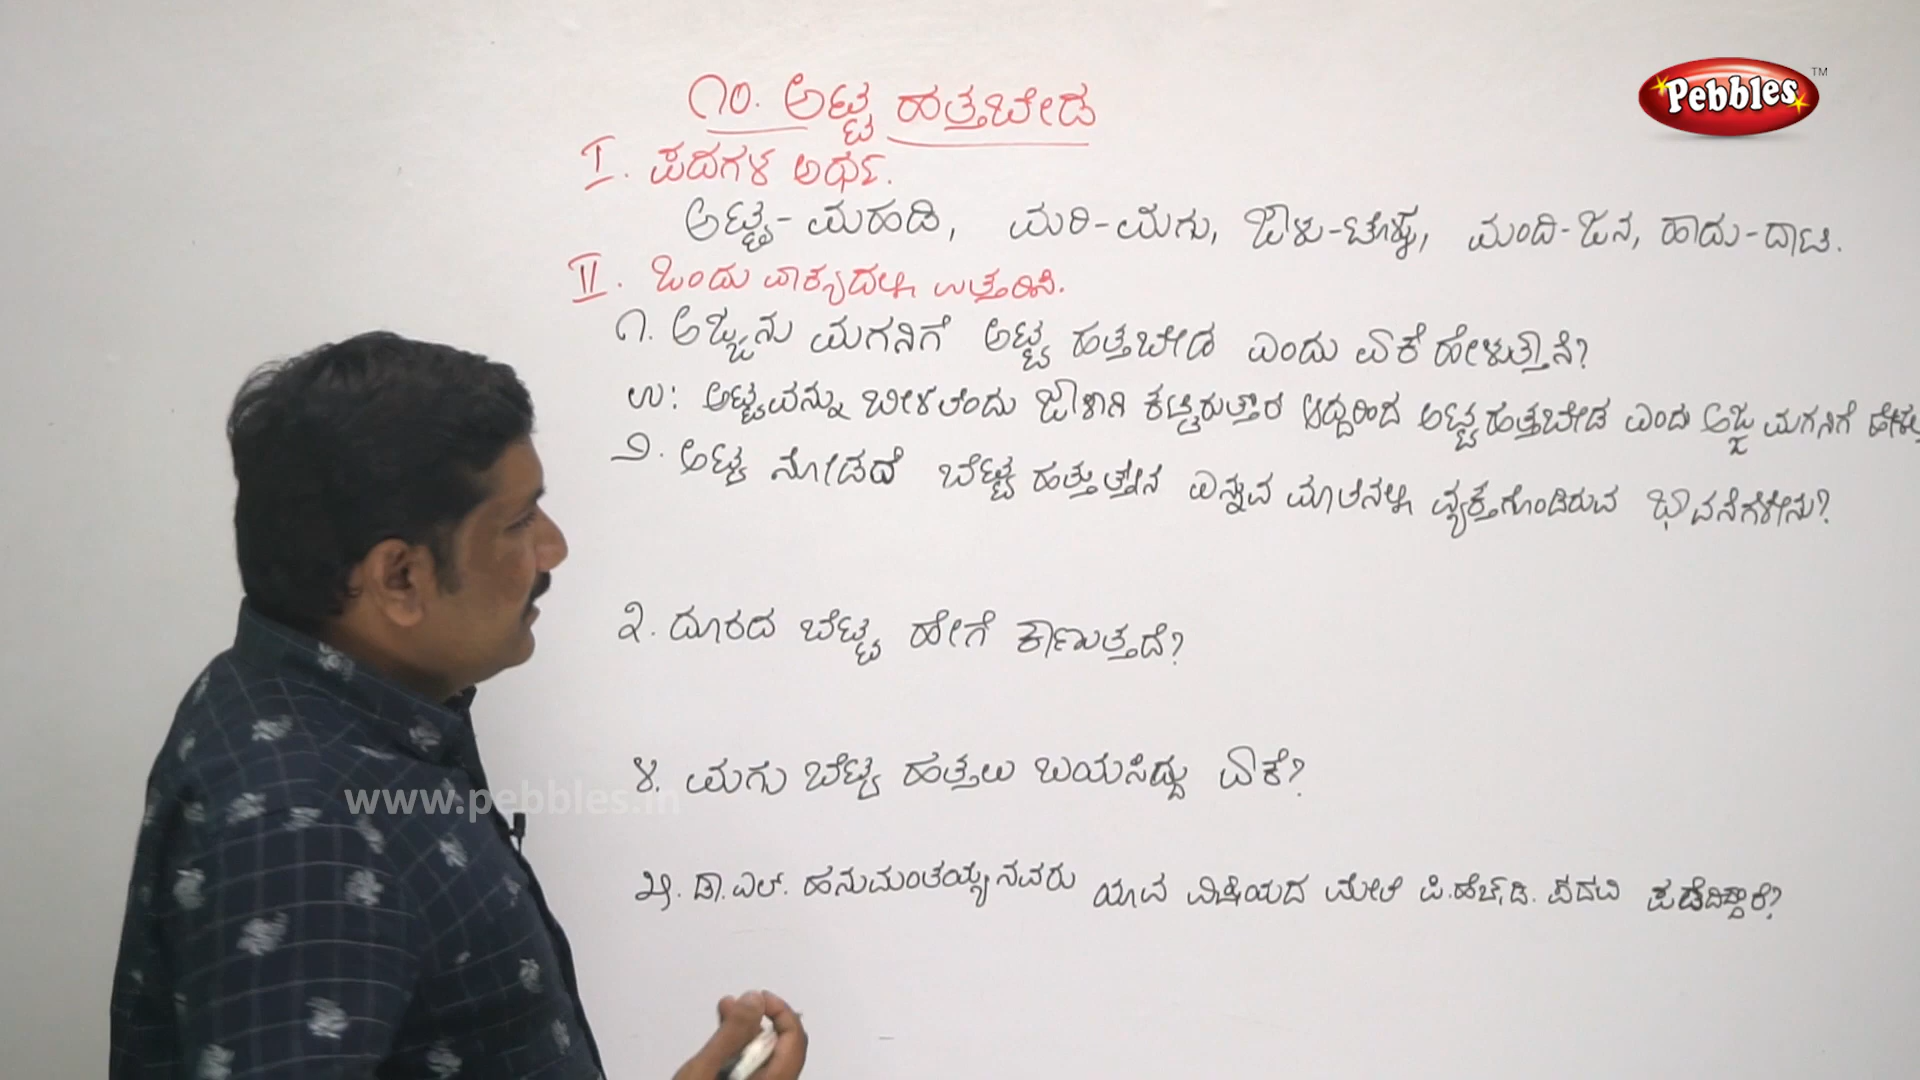 Pebbles TM
೧೦. ಅಟ್ಟ ಹತ್ತಬೇಡ
I. ಪದಗಳ ಅರ್ಥ.
ಅಟ್ಟ - ಮಹಡಿ, ಮರಿ - ಮಗು, ಜಾಳು - ಟೊಳ್ಳು, ಮಂದಿ - ಜನ, ಹಾದು - ದಾಟಿ.
II. ಒಂದು ವಾಕ್ಯದಲ್ಲಿ ಉತ್ತರಿಸಿ.
೧. ಅಜ್ಜನು ಮಗನಿಗೆ ಅಟ್ಟ ಹತ್ತಬೇಡ ಎಂದು ಏಕೆ ಹೇಳುತ್ತಾನೆ?
ಉ: ಅಟ್ಟವನ್ನು ಬೀಳಲೆಂದು ಜಾಳಾಗಿ ಕಟ್ಟಿರುತ್ತಾರೆ ಆದ್ದರಿಂದ ಅಟ್ಟ ಹತ್ತಬೇಡ ಎಂದು ಅಜ್ಜ ಮಗನಿಗೆ
೨. ಅಟ್ಟ ನೋಡದೆ ಬೆಟ್ಟ ಹತ್ತುತ್ತೇನೆ ಎನ್ನುವ ಮಾತಿನಲ್ಲಿ ವ್ಯಕ್ತಗೊಂಡಿರುವ ಭಾವನೆಗಳೇನು?
೩. ದೂರದ ಬೆಟ್ಟ ಹೇಗೆ ಕಾಣುತ್ತದೆ?
೪. ಮಗು ಬೆಟ್ಟ ಹತ್ತಲು ಬಯಸಿದ್ದು ಏಕೆ?
೫. ಡಾ. ಎಲ್. ಹನುಮಂತಯ್ಯನವರು ಯಾವ ವಿಷಯದ ಮೇಲೆ ಪಿ.ಹೆಚ್.ಡಿ. ಪದವಿ ಪಡೆದಿದ್ದಾರೆ?
www.pebbles.in